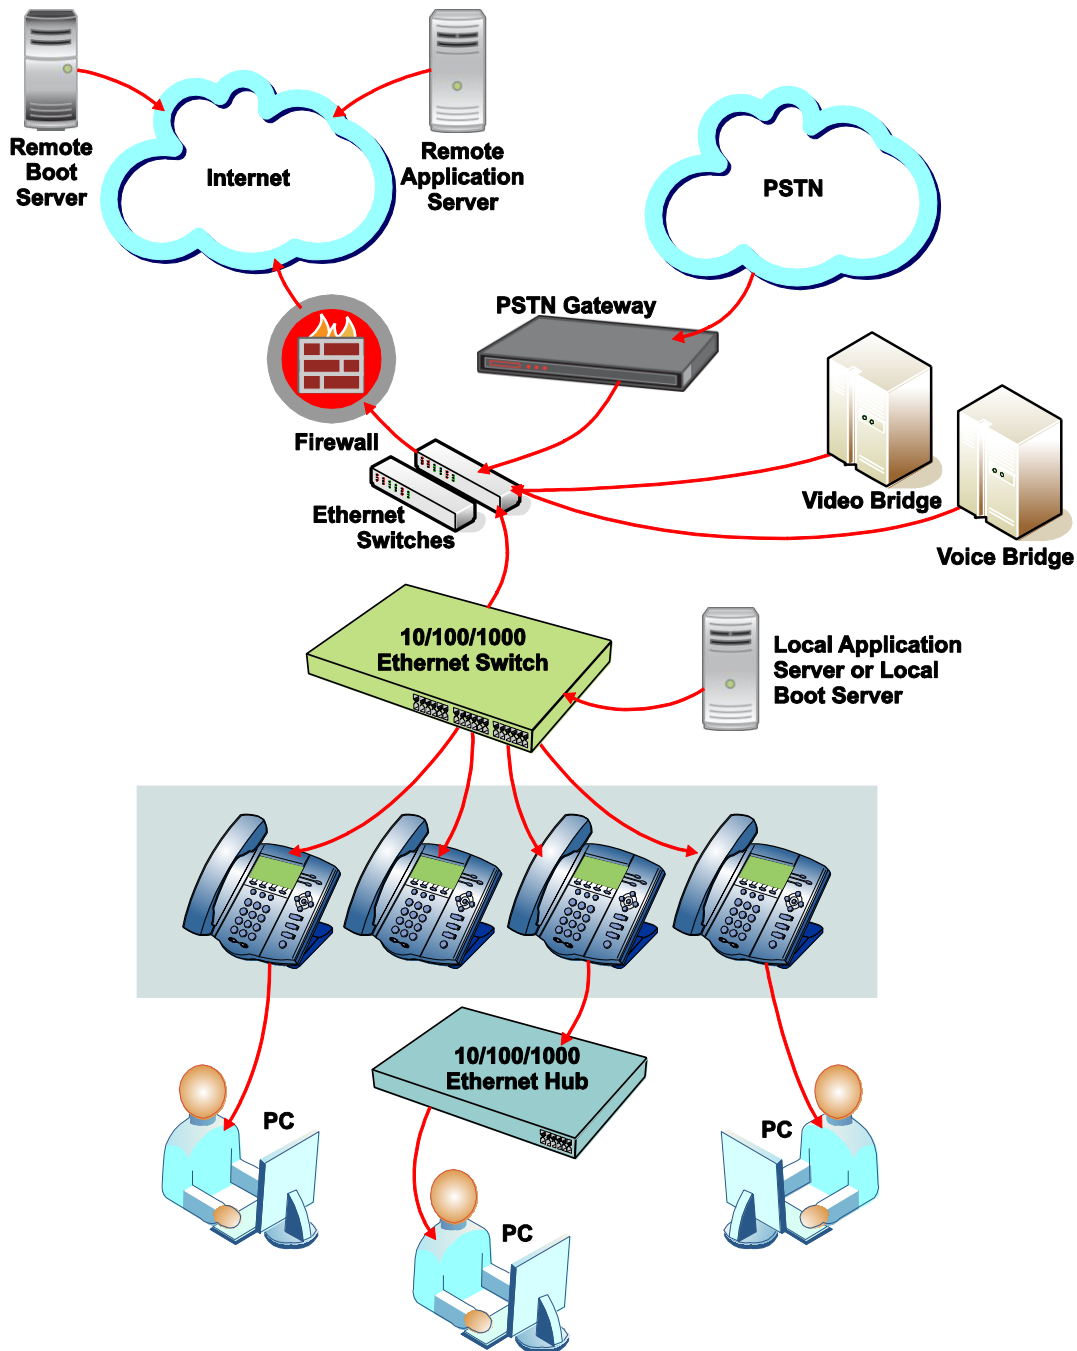 Remote
Boot
Server
Internet
Remote
Application
Server
PSTN
PSTN Gateway
Firewall
Ethernet
Switches
Video Bridge
Voice Bridge
10/100/1000
Ethernet Switch
Local Application
Server or Local
Boot Server
10/100/1000
Ethernet Hub
PC
PC
PC